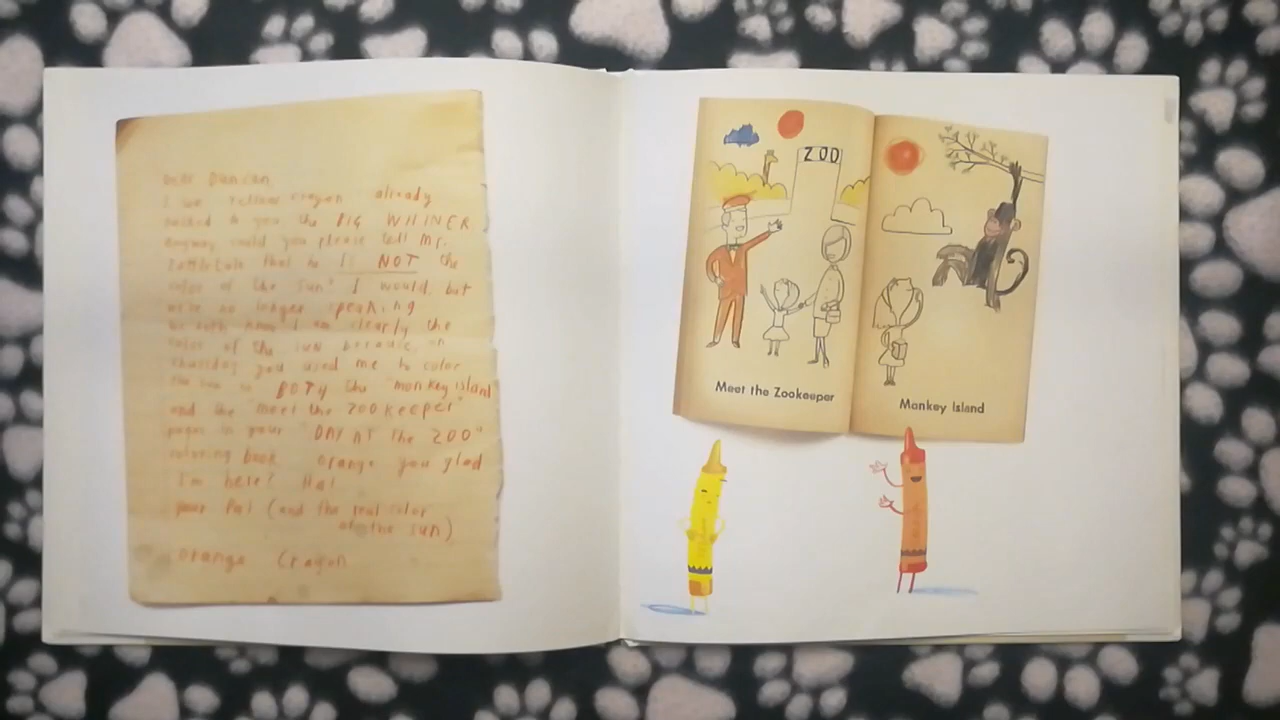 Dear Duncan,
I see Yellow crayon already
talked to you, the BIG WHINER
Anyway could you please tell Mr.
Tattletale that he IS NOT the
color of the sun? I would, but
we're no longer speaking
We both know I am clearly the
color of the sun because on
Thursday you used me to color
the sun on BOTH the "monkey island
and the "meet the zoo keeper"
pages in your "DAY AT THE ZOO"
coloring book. Orange you glad
I'm here? Ha!
your Pal (and the real color
of the sun)
orange Crayon
ZOO
Meet the Zookeeper
Monkey Island